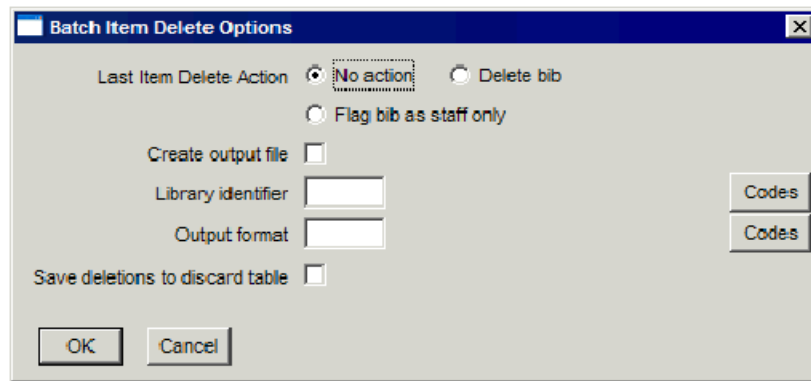 Batch Item Delete Options
Last Item Delete Action No action Delete bib
Flag bib as staff only
Create output file
Library identifier Codes
Output format Codes
Save deletions to discard table
OK Cancel